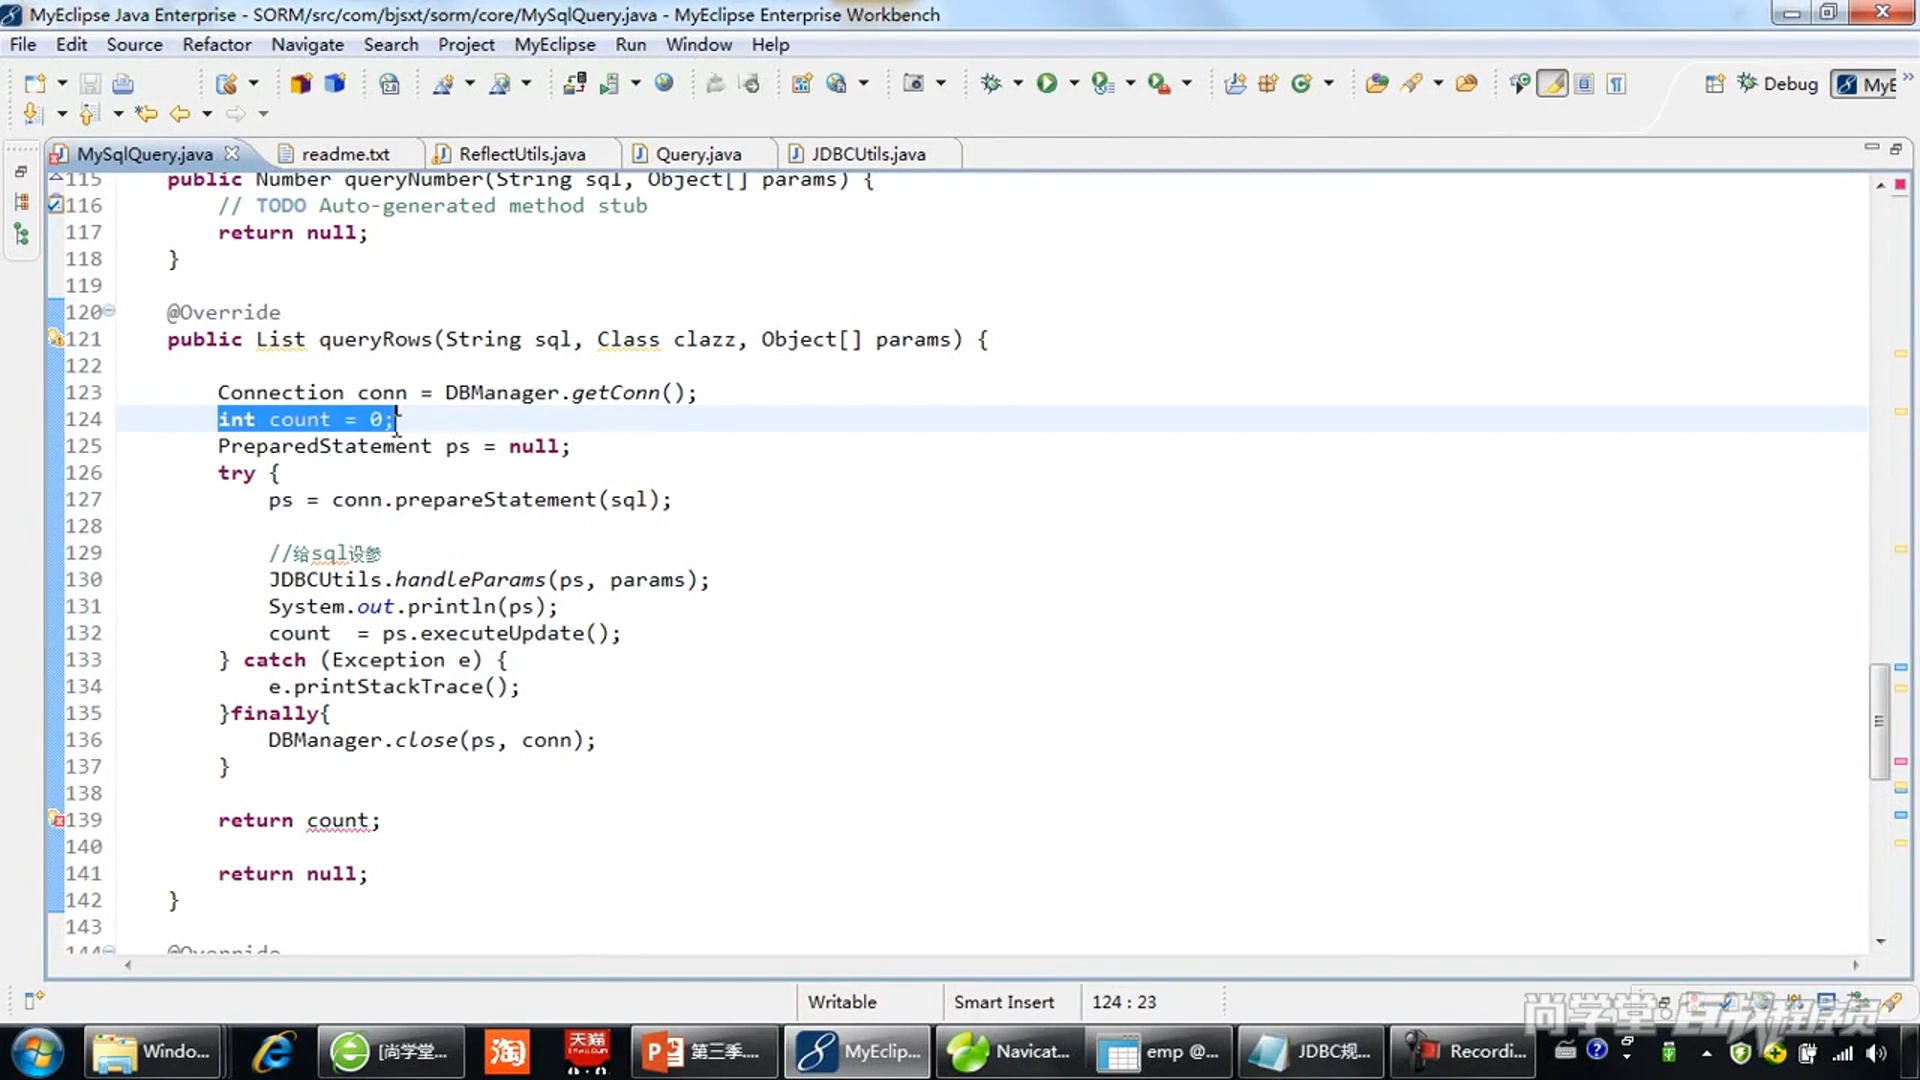 MyEclipse Java Enterprise - SORM/src/com/bjsxt/sorm/core/MySqlQuery.java - MyEclipse Enterprise Workbench
File Edit Source Refactor Navigate Search Project MyEclipse Run Window Help
Debug MyE
MySqlQuery.java readme.txt ReflectUtils.java Query.java JDBCUtils.java
115 public Number queryNumber(String sql, Object[] params) {
116 // TODO Auto-generated method stub
117 return null;
118 }
119
120 @Override
121 public List queryRows(String sql, Class clazz, Object[] params) {
122
123 Connection conn = DBManager.getConn();
124 int count = 0;
125 PreparedStatement ps = null;
126 try {
127 ps = conn.prepareStatement(sql);
128
129 //给sql设参
130 JDBCUtils.handleParams(ps, params);
131 System.out.println(ps);
132 count  = ps.executeUpdate();
133 } catch (Exception e) {
134 e.printStackTrace();
135 }finally{
136 DBManager.close(ps, conn);
137 }
138
139 return count;
140
141 return null;
142 }
143
144 @Override
Writable Smart Insert 124 : 23
尚学堂
Windo... [尚学堂... 淘 天猫 第三季.... MyEclip... Navicat... emp @... JDBC规... Recordi...